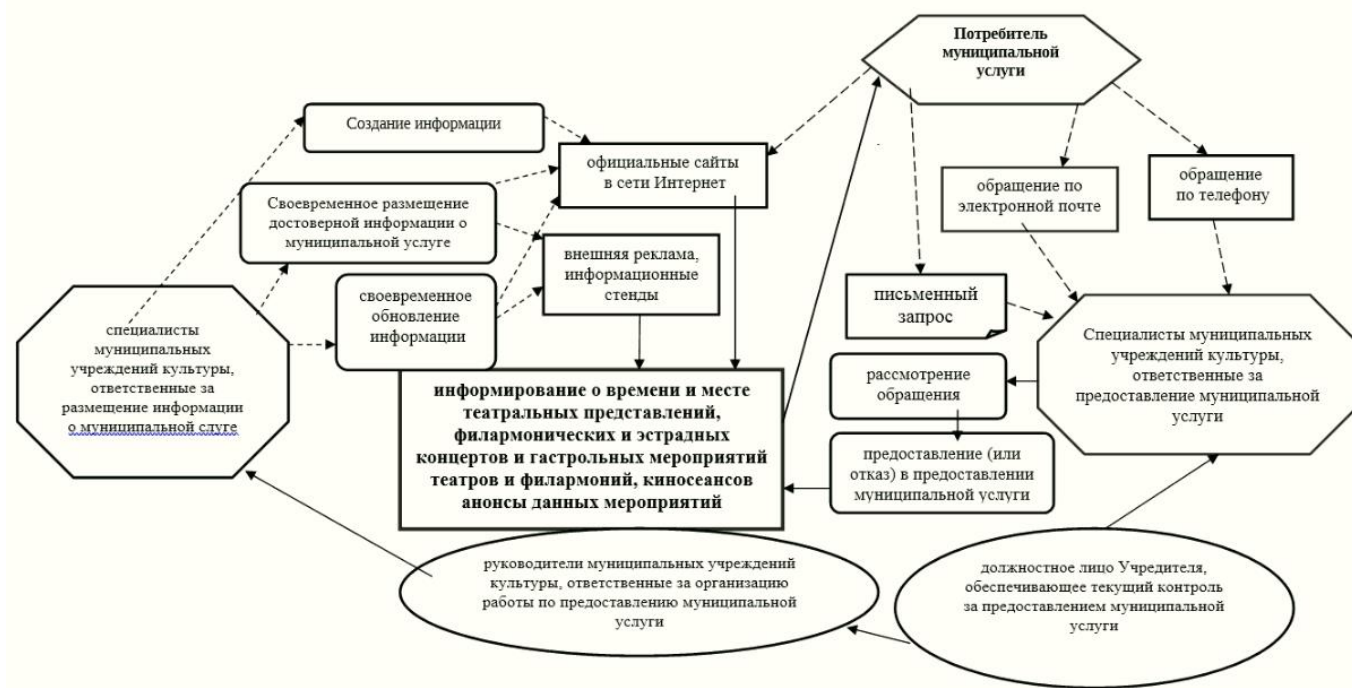 Потребитель
муниципальной
услуги
Создание информации
официальные сайты
в сети Интернет
обращение по
электронной почте
обращение
по телефону
Своевременное размещение
достоверной информации о
муниципальной услуге
внешняя реклама,
информационные
стенды
своевременное
обновление
информации
письменный
запрос
специалисты
муниципальных
учреждений культуры,
ответственные за
размещение информации
о муниципальной слуге
Специалисты муниципальных
учреждений культуры,
ответственные за
предоставление муниципальной
услуги
рассмотрение
обращения
информирование о времени и месте
театральных представлений,
филармонических и эстрадных
концертов и гастрольных мероприятий
театров и филармоний, киносеансов
анонсы данных мероприятий
предоставление (или
отказ) в предоставлении
муниципальной услуги
руководители муниципальных учреждений
культуры, ответственные за организацию
работы по предоставлению муниципальной
услуги
должностное лицо Учредителя,
обеспечивающее текущий контроль
за предоставлением муниципальной
услуги